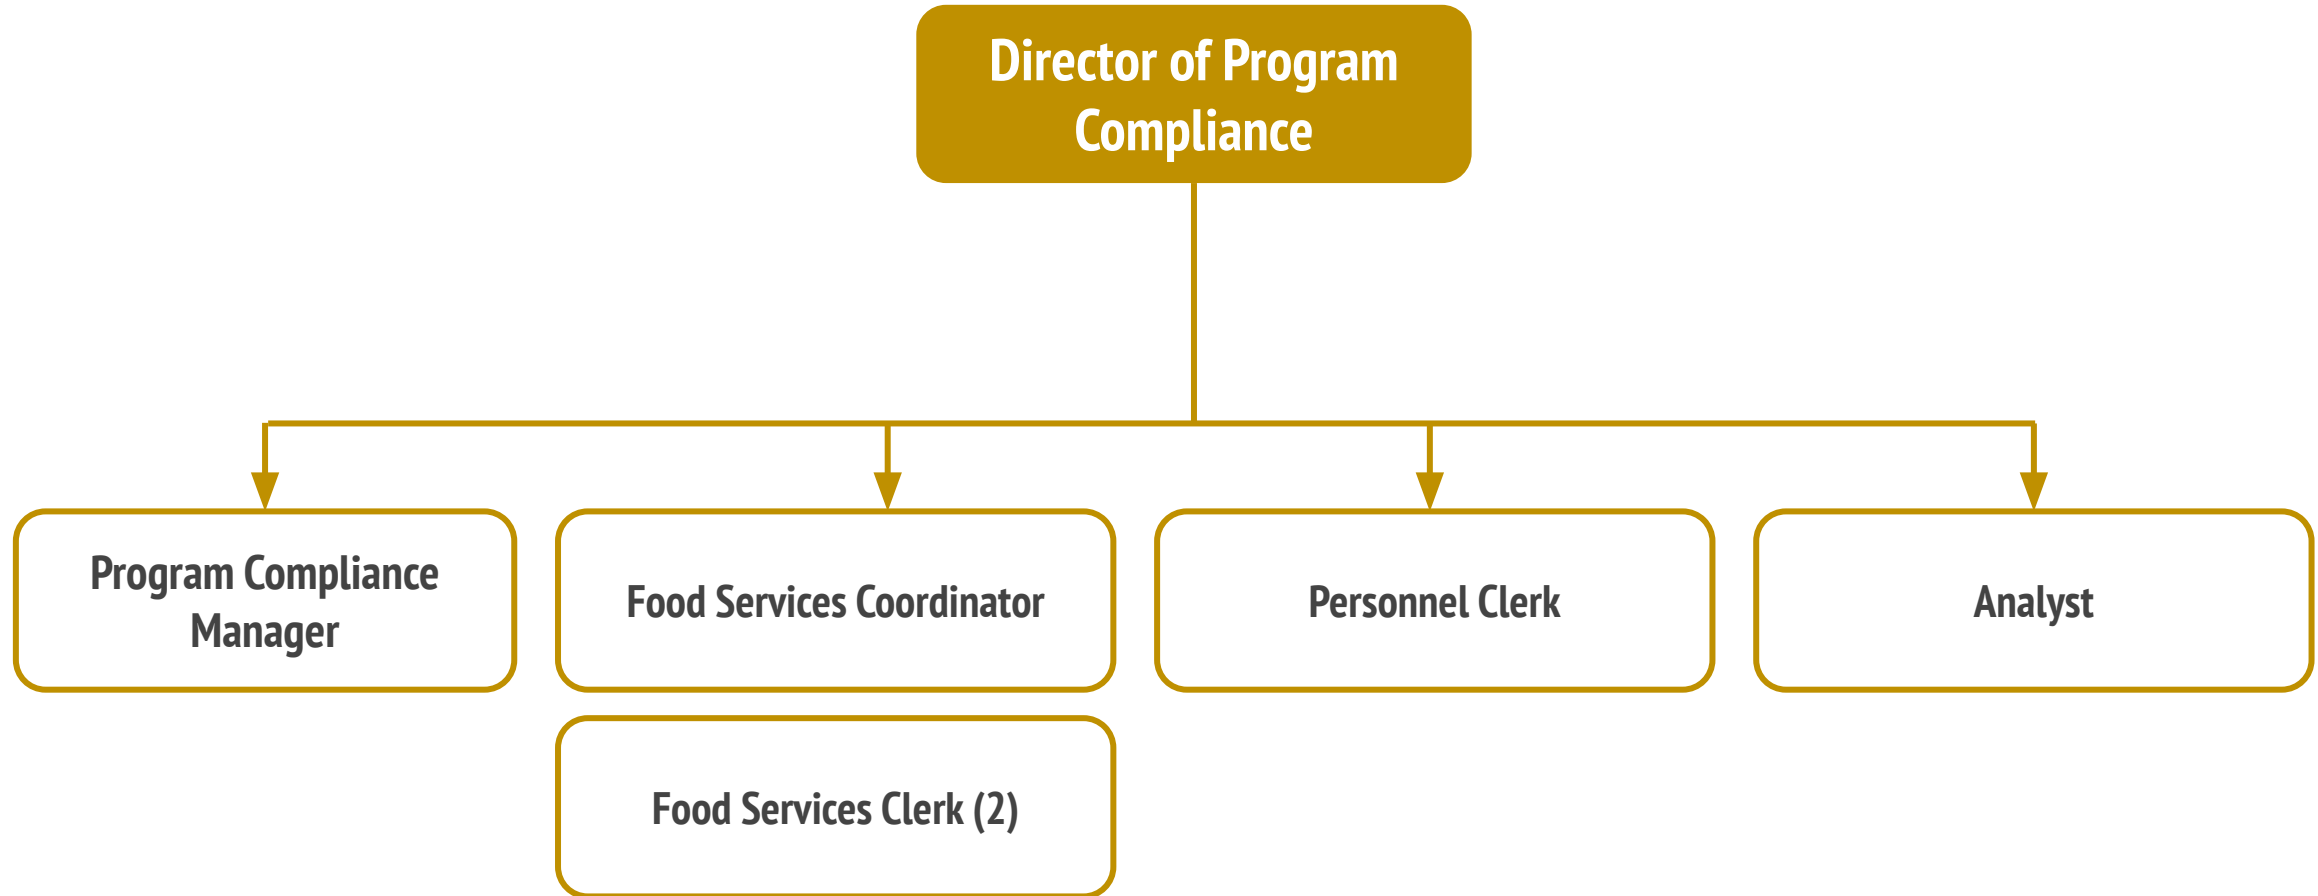 Director of Program
Compliance
Program Compliance
Manager
Food Services Coordinator
Personnel Clerk
Analyst
Food Services Clerk (2)